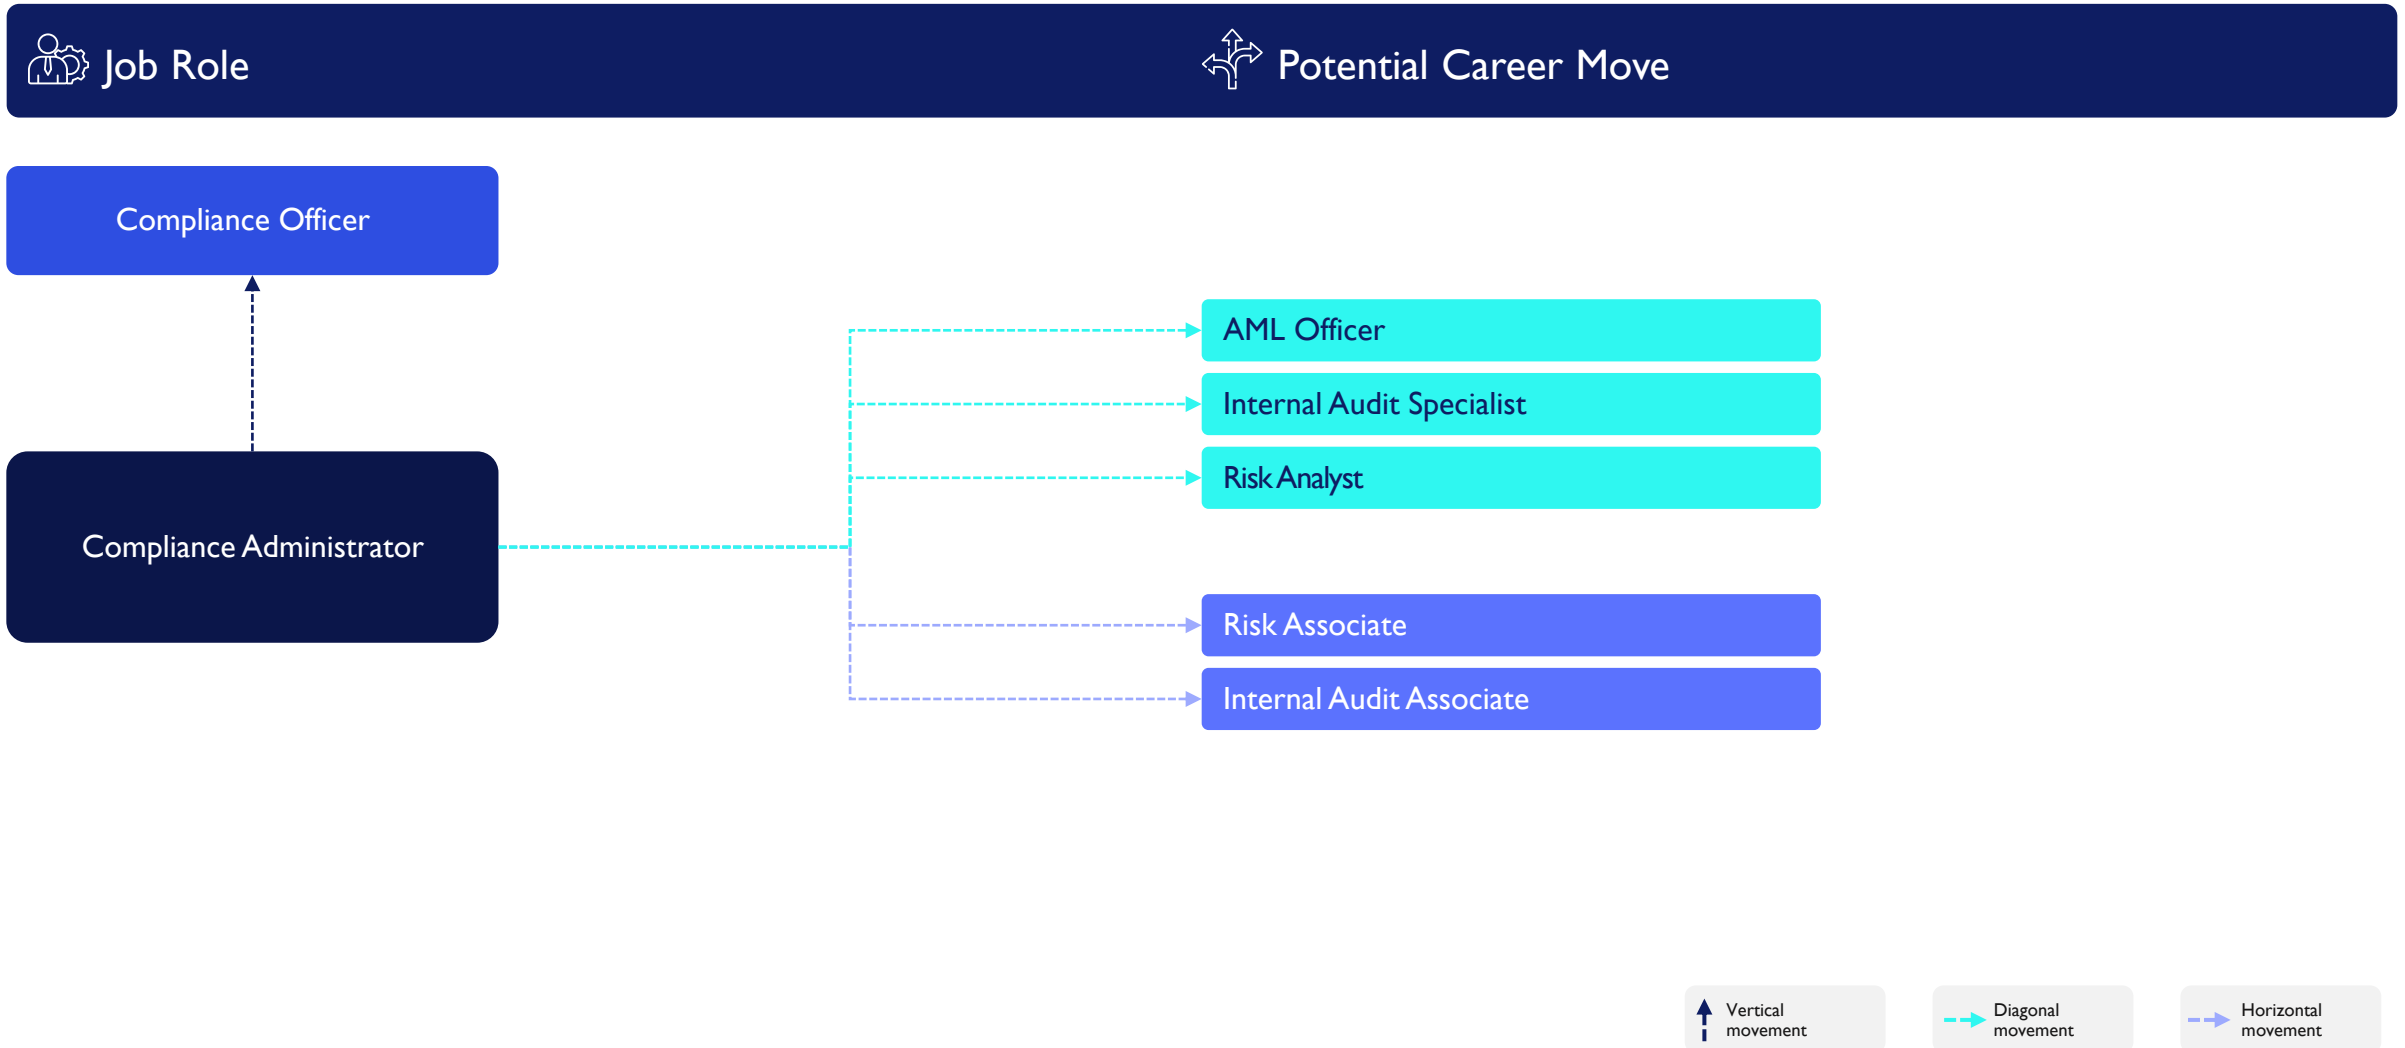 Job Role
Potential Career Move
Compliance Officer
AML Officer
Internal Audit Specialist
Risk Analyst
Compliance Administrator
Risk Associate
Internal Audit Associate
Vertical
movement
Diagonal
movement
Horizontal
movement